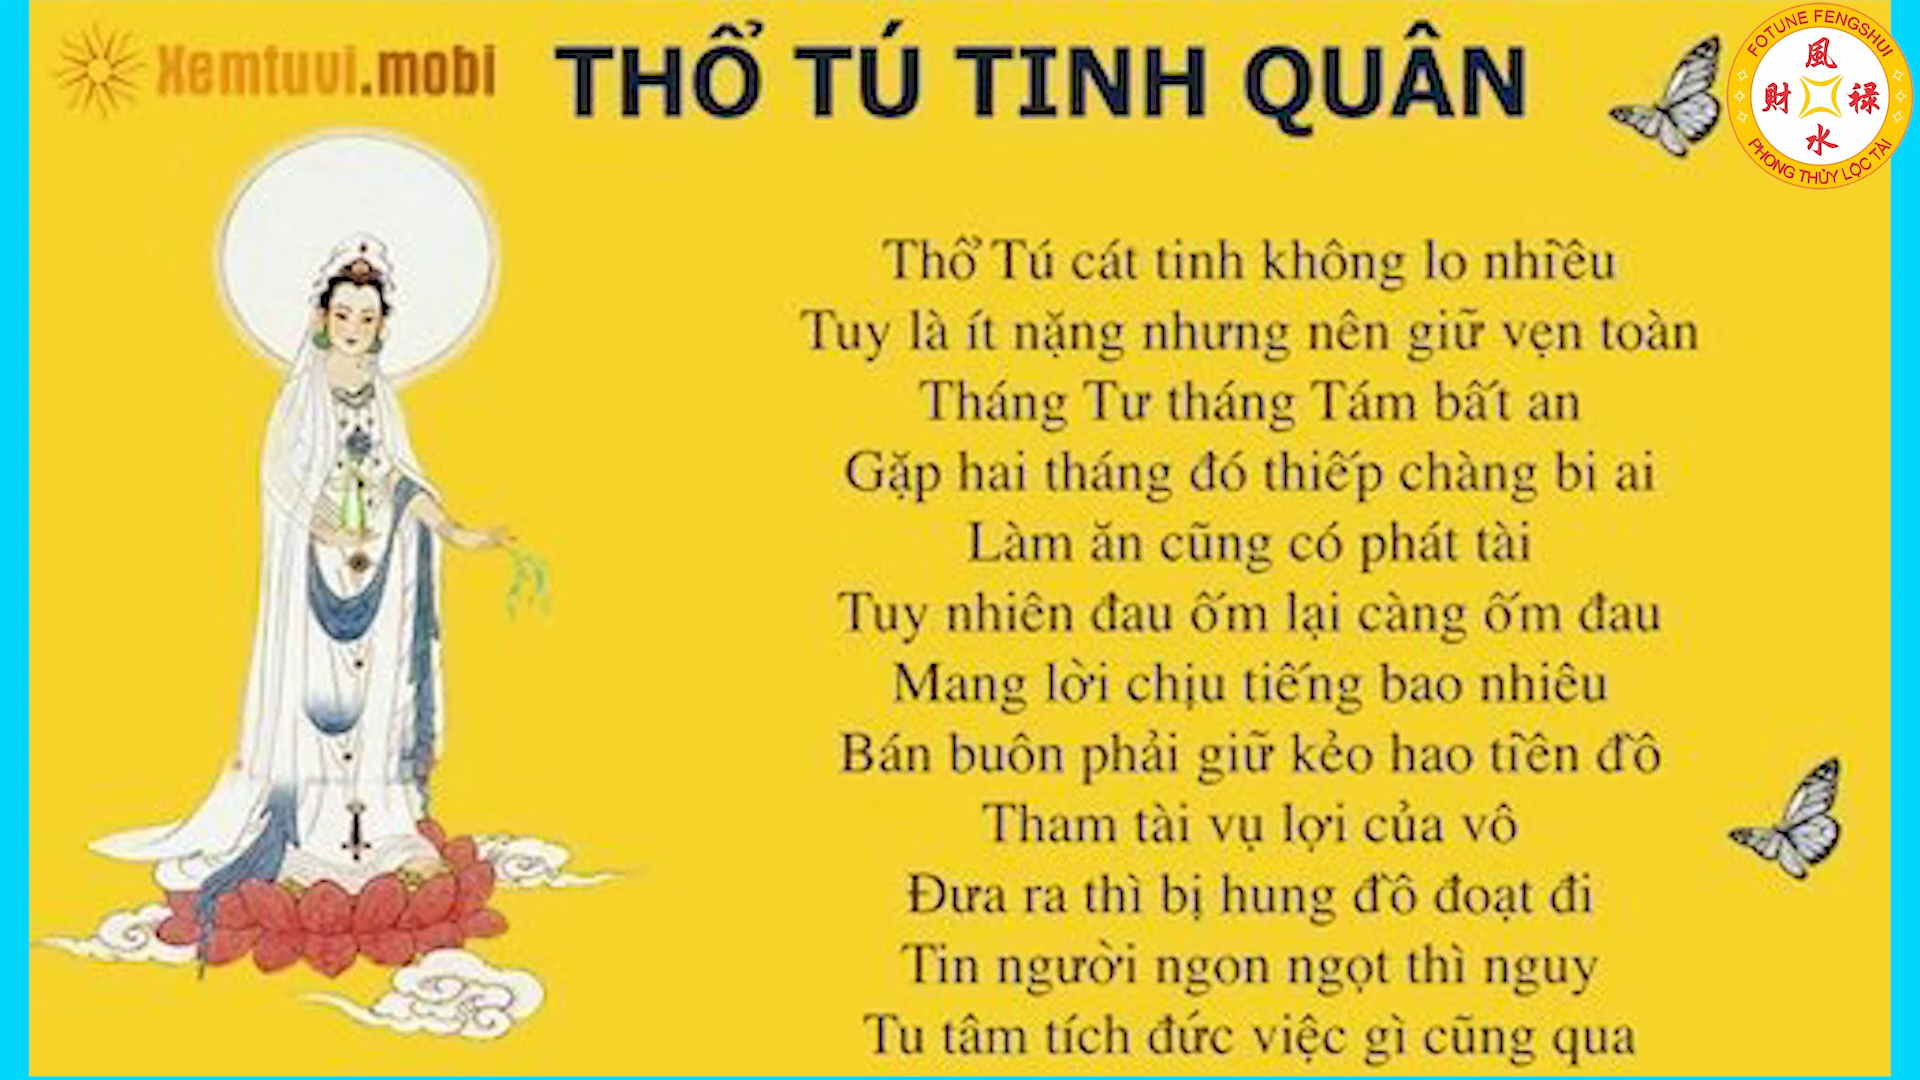 Xemtuvi.mobi
THỔ TÚ TINH QUÂN
FOTUNE FENGSHUI
風
財 禄
水
PHONG THỦY LỘC TÀI
Thổ Tú cát tinh không lo nhiều
Tuy là ít nặng nhưng nên giữ vẹn toàn
Tháng Tư tháng Tám bất an
Gặp hai tháng đó thiếp chàng bi ai
Làm ăn cũng có phát tài
Tuy nhiên đau ốm lại càng ốm đau
Mang lời chịu tiếng bao nhiêu
Bán buôn phải giữ kẻo hao tiền đồ
Tham tài vụ lợi của vô
Đưa ra thì bị hung đồ đoạt đi
Tin người ngon ngọt thì nguy
Tu tâm tích đức việc gì cũng qua